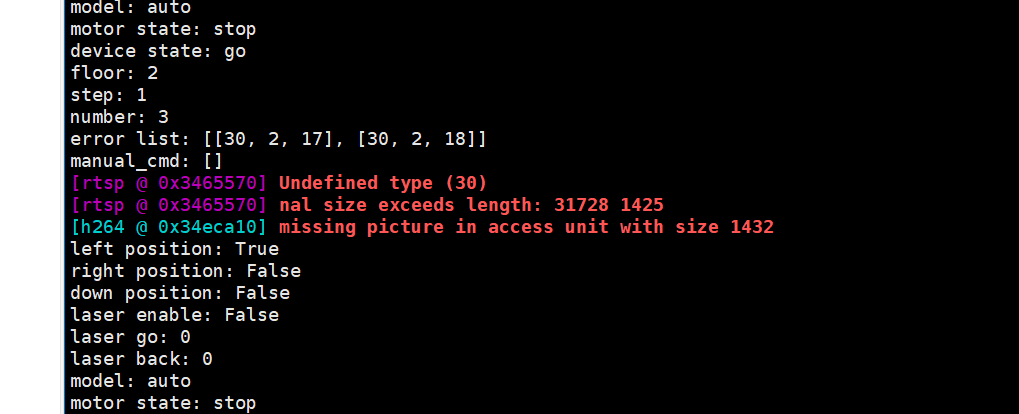 model: auto
motor state: stop
device state: go
floor: 2
step: 1
number: 3
error list: [[30, 2, 17], [30, 2, 18]]
manual_cmd: []
[rtsp @ 0x3465570] Undefined type (30)
[rtsp @ 0x3465570] nal size exceeds length: 31728 1425
[h264 @ 0x34eca10] missing picture in access unit with size 1432
left position: True
right position: False
down position: False
laser enable: False
laser go: 0
laser back: 0
model: auto
motor state: stop